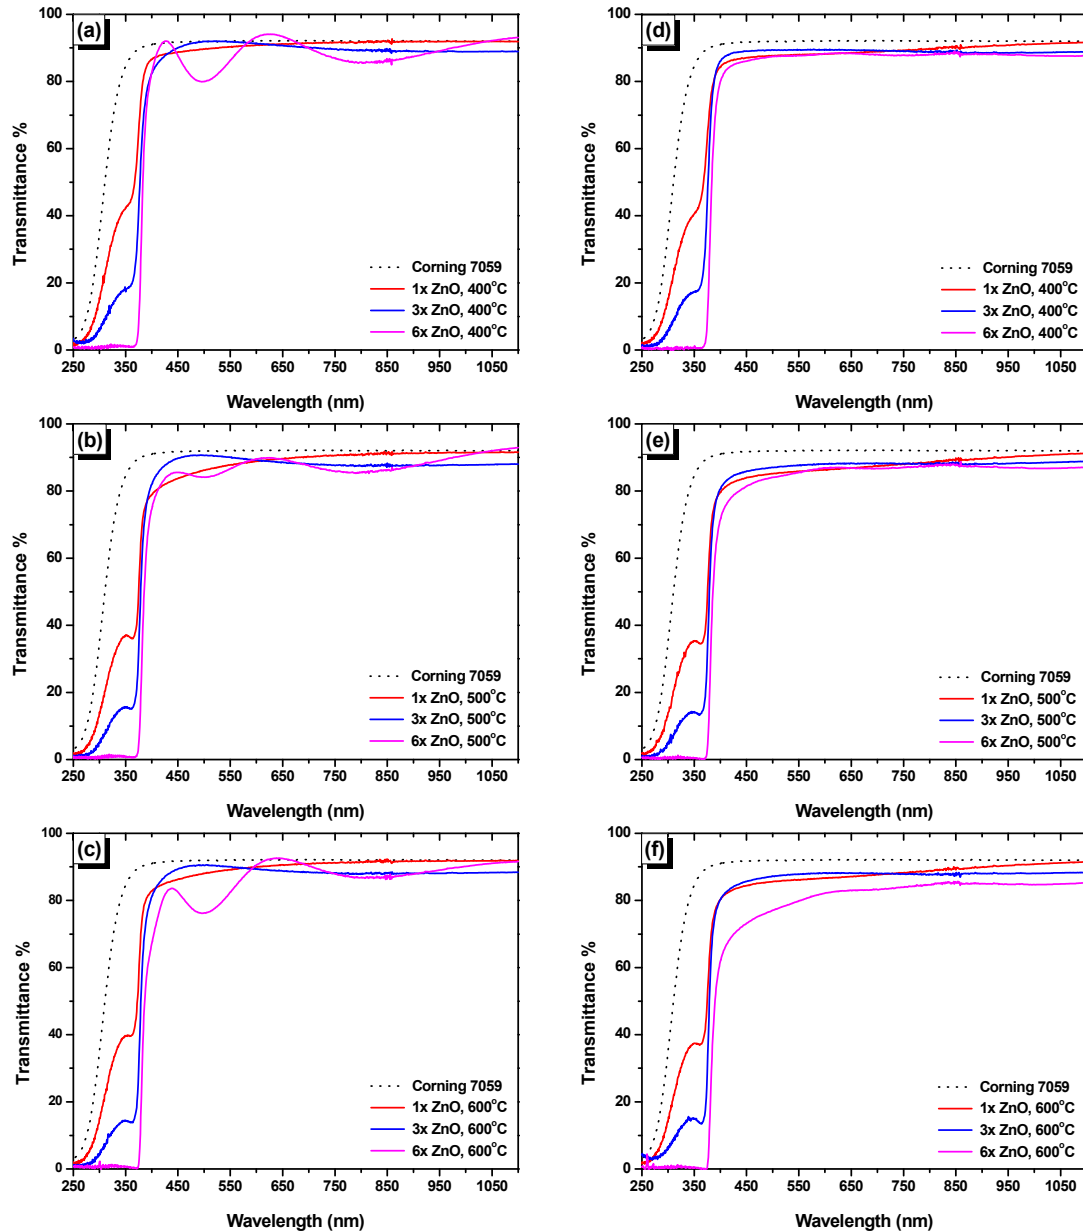 (a)
100
80
60
40
20
0
Transmittance %
Corning 7059
1x ZnO, 400°C
3x ZnO, 400°C
6x ZnO, 400°C
250 350 450 550 650 750 850 950 1050
Wavelength (nm)
(d)
100
80
60
40
20
0
Transmittance %
Corning 7059
1x ZnO, 400°C
3x ZnO, 400°C
6x ZnO, 400°C
250 350 450 550 650 750 850 950 1050
Wavelength (nm)
(b)
100
80
60
40
20
0
Transmittance %
Corning 7059
1x ZnO, 500°C
3x ZnO, 500°C
6x ZnO, 500°C
250 350 450 550 650 750 850 950 1050
Wavelength (nm)
(e)
100
80
60
40
20
0
Transmittance %
Corning 7059
1x ZnO, 500°C
3x ZnO, 500°C
6x ZnO, 500°C
250 350 450 550 650 750 850 950 1050
Wavelength (nm)
(c)
100
80
60
40
20
0
Transmittance %
Corning 7059
1x ZnO, 600°C
3x ZnO, 600°C
6x ZnO, 600°C
250 350 450 550 650 750 850 950 1050
Wavelength (nm)
(f)
100
80
60
40
20
0
Transmittance %
Corning 7059
1x ZnO, 600°C
3x ZnO, 600°C
6x ZnO, 600°C
250 350 450 550 650 750 850 950 1050
Wavelength (nm)